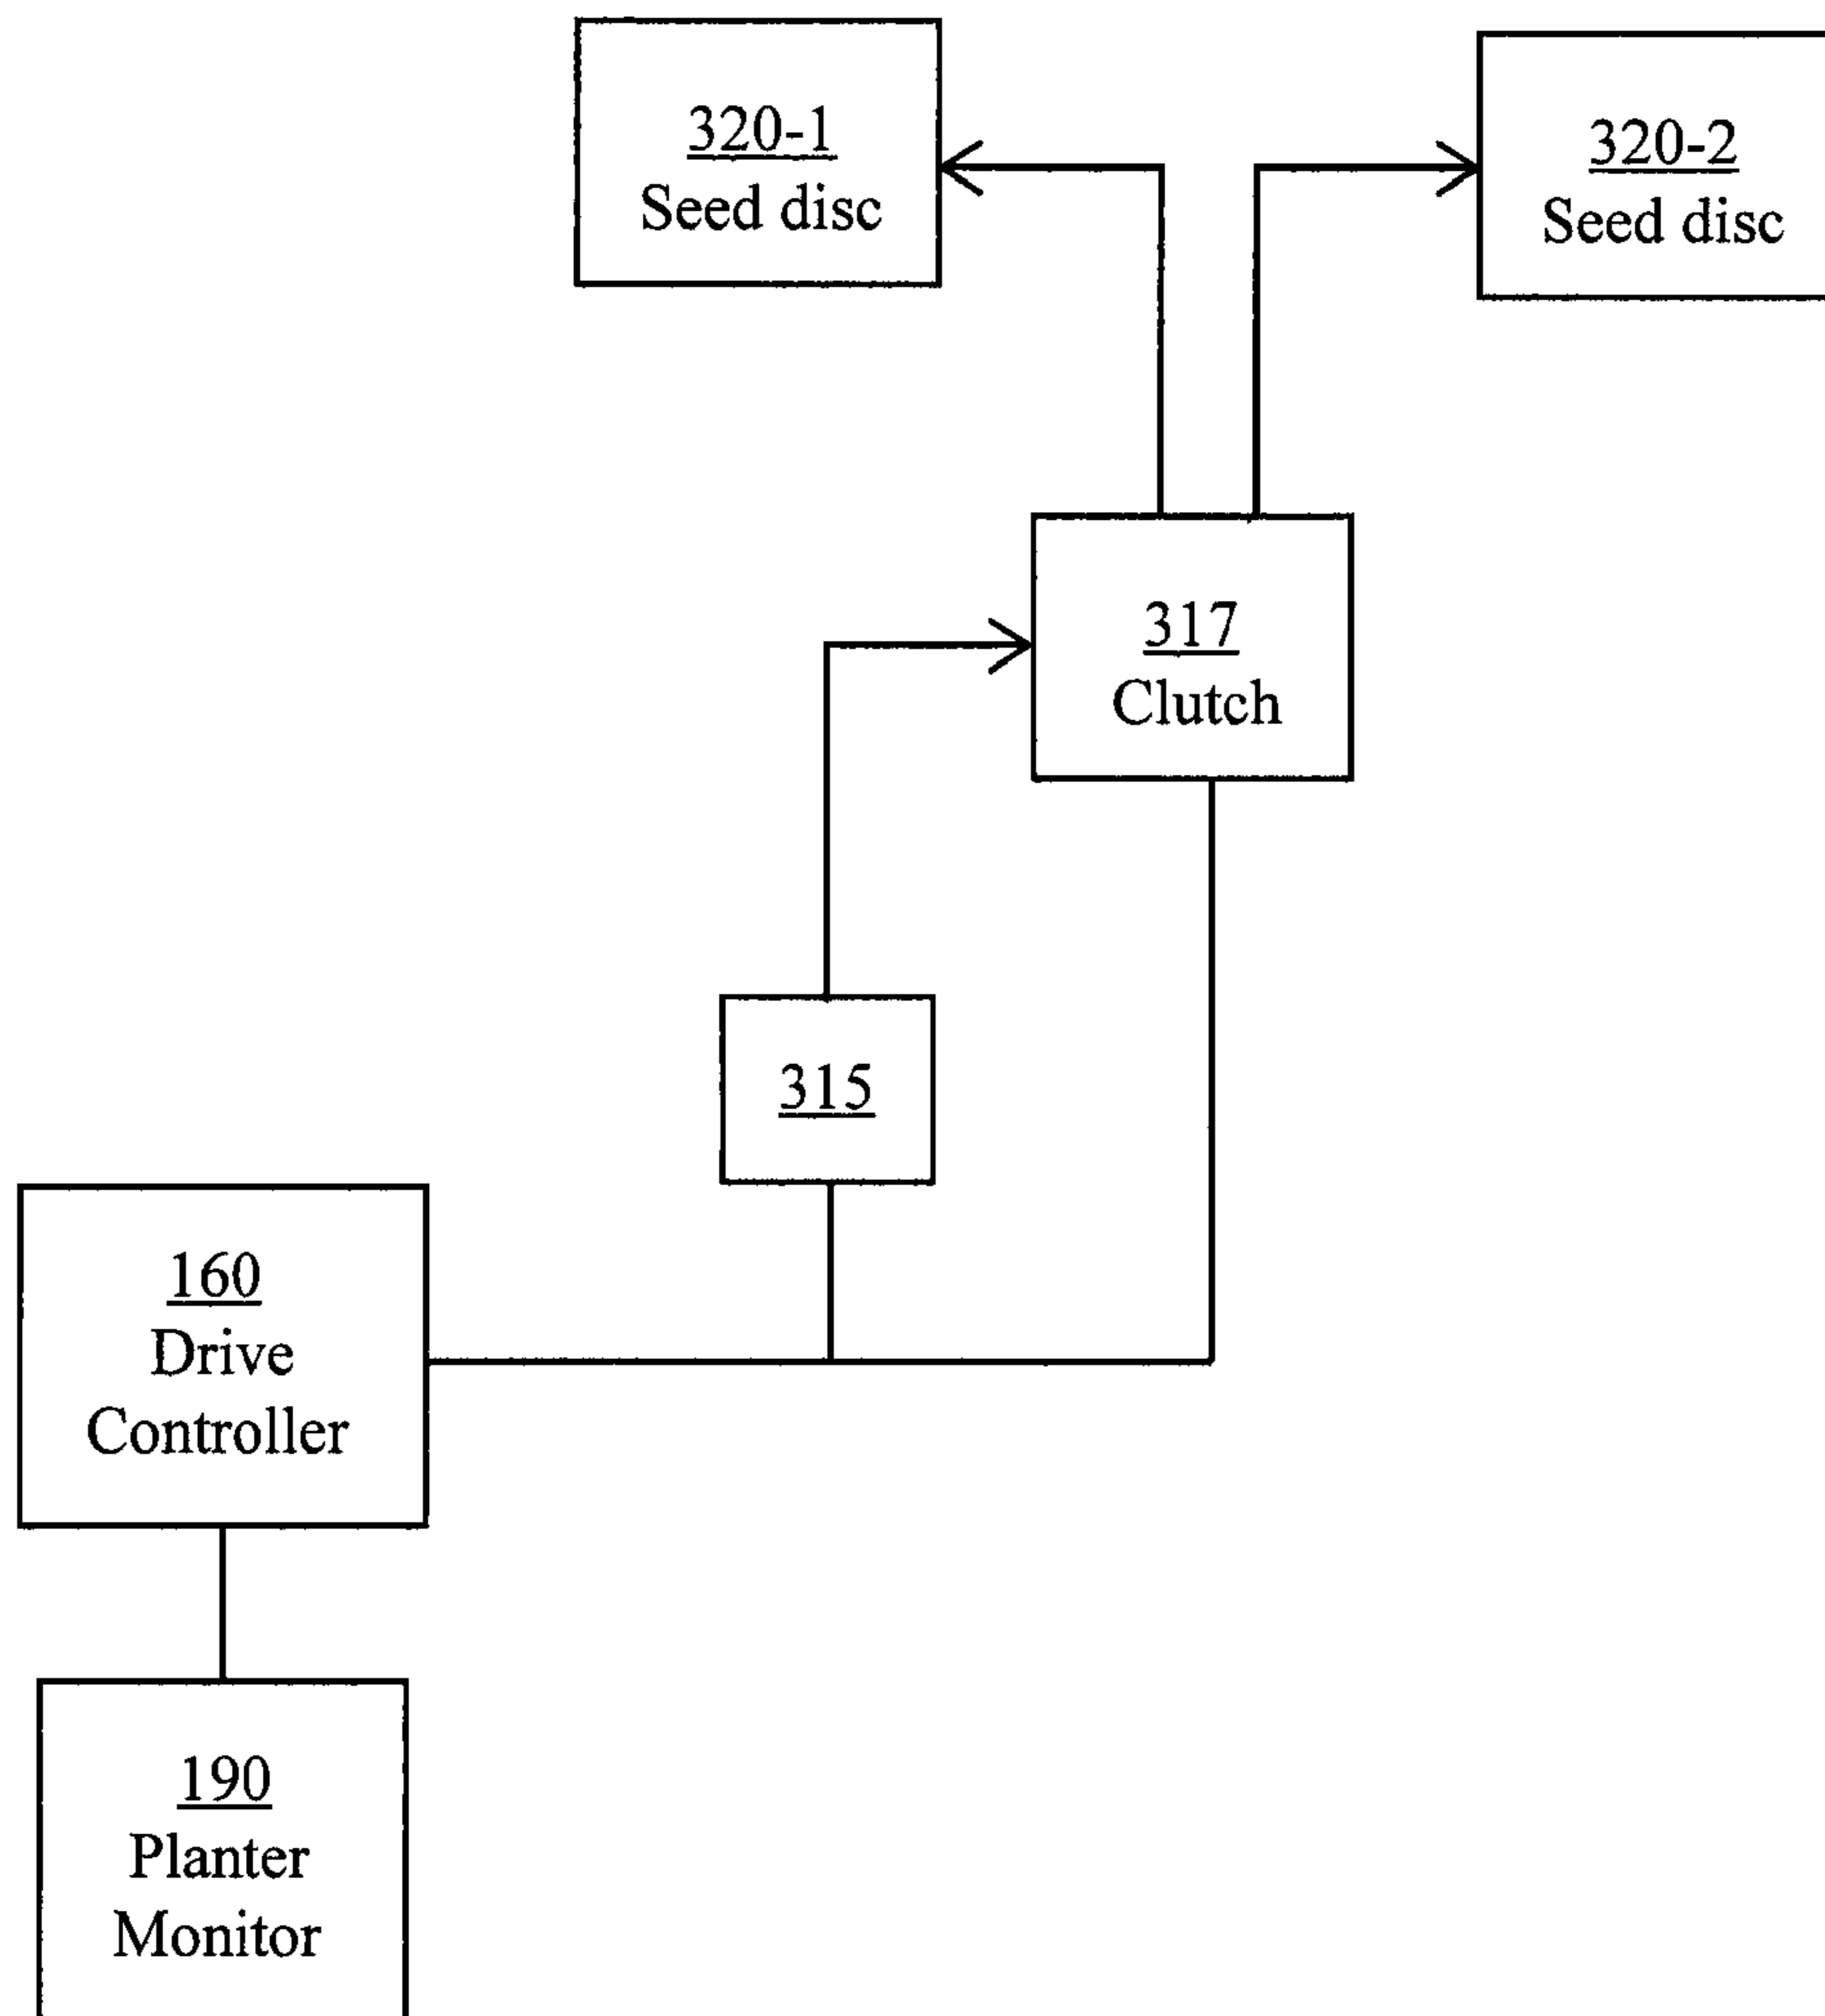 320-1
Seed disc
320-2
Seed disc
317
Clutch
315
160
Drive
Controller
190
Planter
Monitor